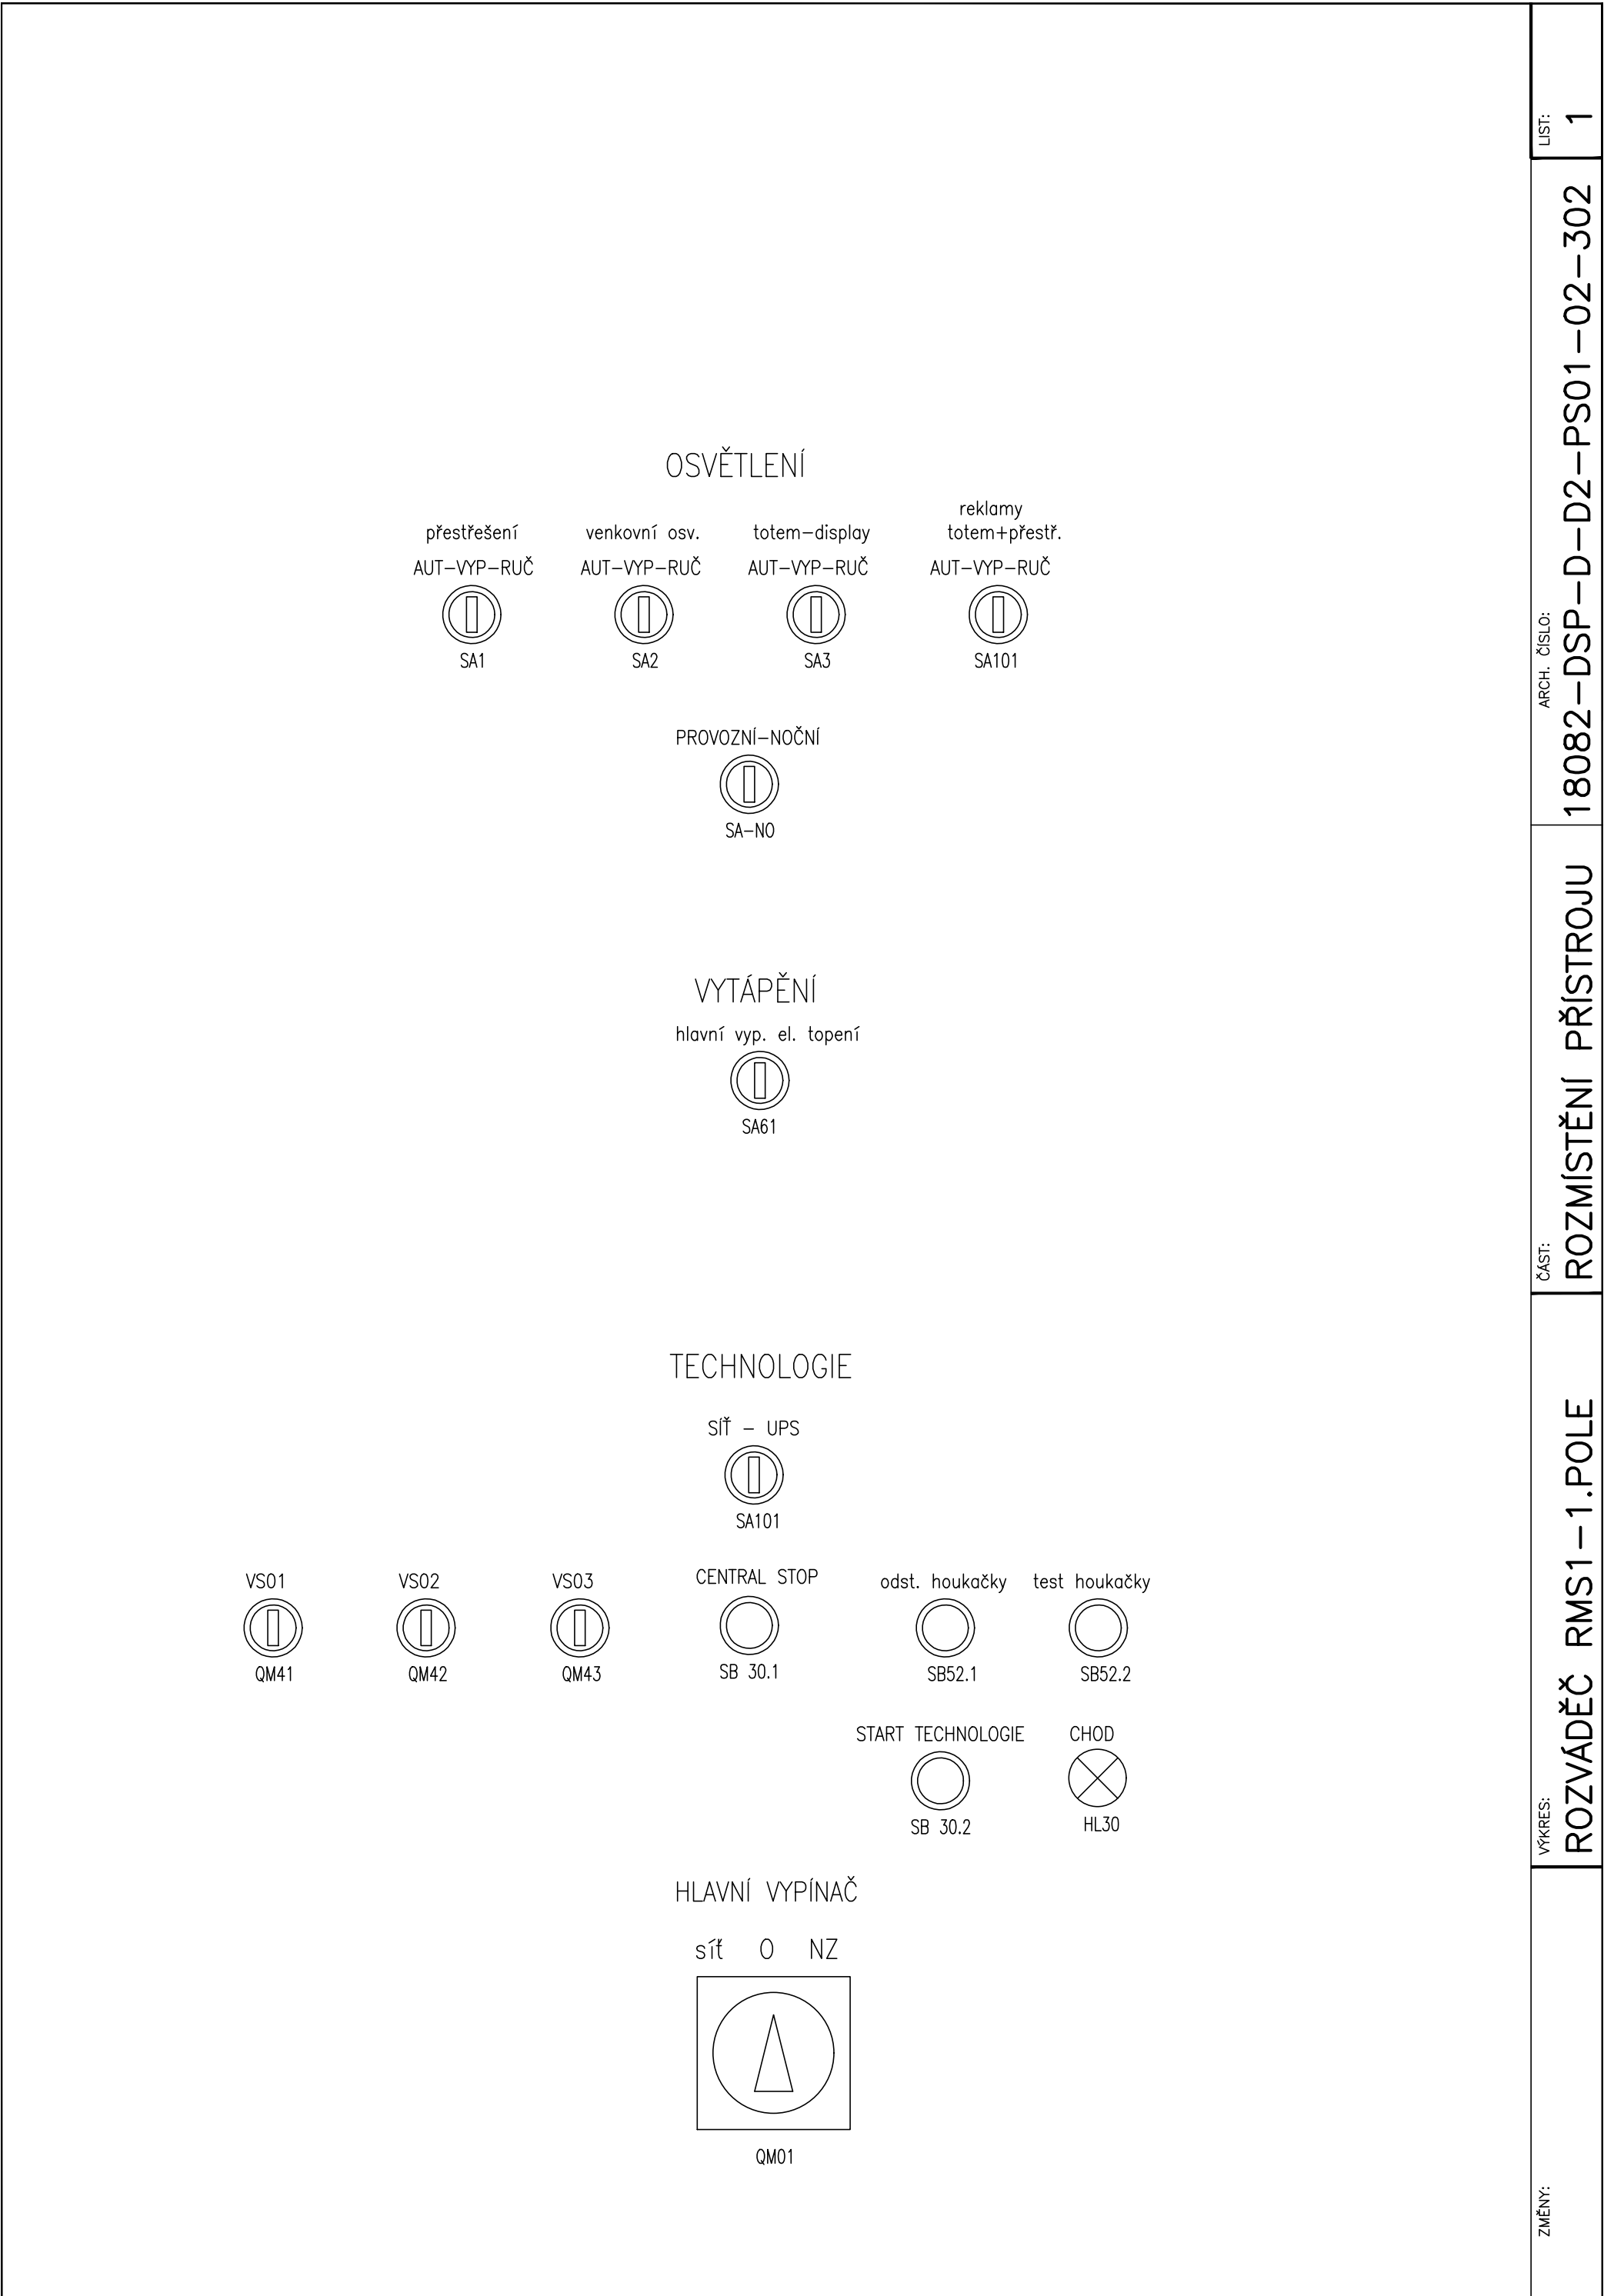 OSVĚTLENÍ
reklamy
přestřešení venkovní osv. totem-display totem+přestř.
AUT-VYP-RUČ AUT-VYP-RUČ AUT-VYP-RUČ AUT-VYP-RUČ
SA1 SA2 SA3 SA101
PROVOZNÍ-NOČNÍ
SA-NO
VYTÁPĚNÍ
hlavní vyp. el. topení
SA61
TECHNOLOGIE
SÍŤ - UPS
SA101
VS01 VS02 VS03 CENTRAL STOP odst. houkačky test houkačky
QM41 QM42 QM43 SB 30.1 SB52.1 SB52.2
START TECHNOLOGIE CHOD
SB 30.2 HL30
HLAVNÍ VYPÍNAČ
síť O NZ
QM01
ZMĚNY:
VÝKRES:
ROZVÁDĚČ RMS1-1.POLE
ČÁST:
ROZMÍSTĚNÍ PŘÍSTROJU
ARCH. ČÍSLO:
18082-DSP-D-D2-PS01-02-302
LIST:
1